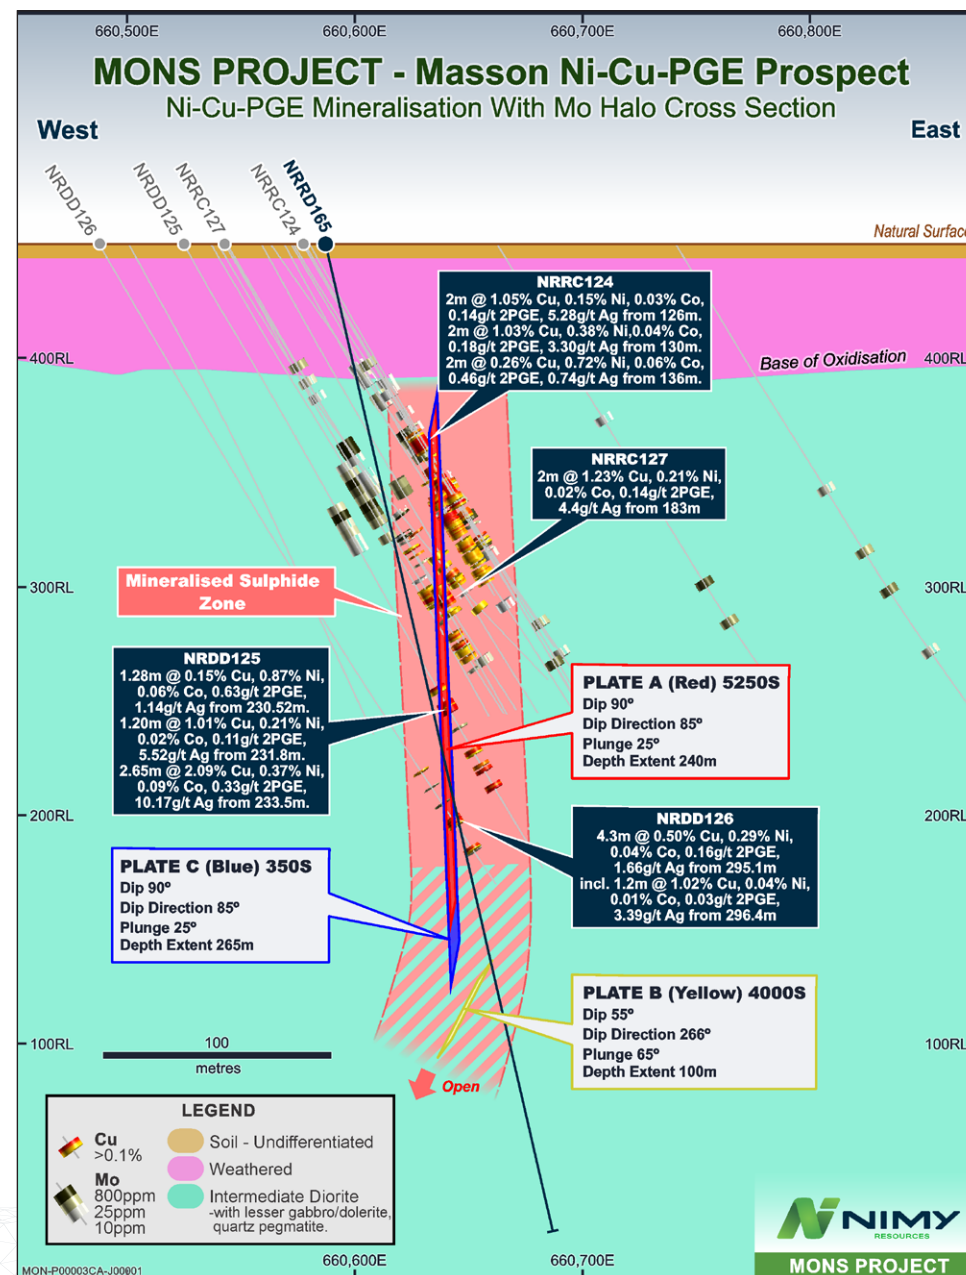 660,500E
660,600E
660,700E
660,800E
MONS PROJECT - Masson Ni-Cu-PGE Prospect
Ni-Cu-PGE Mineralisation With Mo Halo Cross Section
West
East
NRDD126
NRDD125
NRRC127
NRRC124
NRRD165
Natural Surface
NRRC124
2m @ 1.05% Cu, 0.15% Ni, 0.03% Co,
0.14g/t 2PGE, 5.28g/t Ag from 126m.
2m @ 1.03% Cu, 0.38% Ni,0.04% Co,
0.18g/t 2PGE, 3.30g/t Ag from 130m.
2m @ 0.26% Cu, 0.72% Ni, 0.06% Co,
0.46g/t 2PGE, 0.74g/t Ag from 136m.
400RL
Base of Oxidisation
400RL
NRRC127
2m @ 1.23% Cu, 0.21% Ni,
0.02% Co, 0.14g/t 2PGE,
4.4g/t Ag from 183m
300RL
300RL
Mineralised Sulphide
Zone
NRDD125
1.28m @ 0.15% Cu, 0.87% Ni,
0.06% Co, 0.63g/t 2PGE,
1.14g/t Ag from 230.52m.
1.20m @ 1.01% Cu, 0.21% Ni,
0.02% Co, 0.11g/t 2PGE,
5.52g/t Ag from 231.8m.
2.65m @ 2.09% Cu, 0.37% Ni,
0.09% Co, 0.33g/t 2PGE,
10.17g/t Ag from 233.5m.
PLATE A (Red) 5250S
Dip 90º
Dip Direction 85º
Plunge 25º
Depth Extent 240m
200RL
200RL
NRDD126
4.3m @ 0.50% Cu, 0.29% Ni,
0.04% Co, 0.16g/t 2PGE,
1.66g/t Ag from 295.1m
incl. 1.2m @ 1.02% Cu, 0.04% Ni,
0.01% Co, 0.03g/t 2PGE,
3.39g/t Ag from 296.4m
PLATE C (Blue) 350S
Dip 90º
Dip Direction 85º
Plunge 25º
Depth Extent 265m
PLATE B (Yellow) 4000S
Dip 55º
Dip Direction 266º
Plunge 65º
Depth Extent 100m
100RL
100RL
100
metres
Open
LEGEND
Cu
>0.1%
Mo
800ppm
25ppm
10ppm
Soil - Undifferentiated
Weathered
Intermediate Diorite
-with lesser gabbro/dolerite,
quartz pegmatite.
NIMY
RESOURCES
MONS PROJECT
660,600E
660,700E
MON-P00003CA-J00001